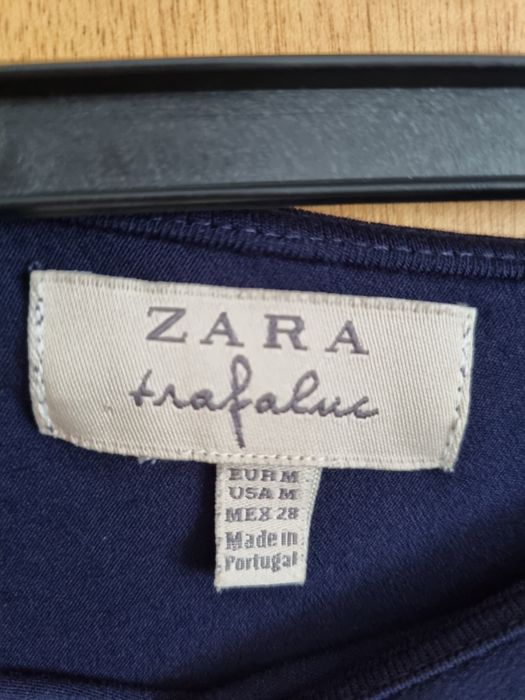 ZARA
trafaluc
EUR M
USA M
MEX 28
Made in
Portugal